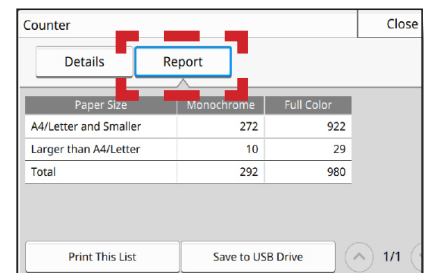 Counter Close
Details Report
Paper Size Monochrome Full Color
A4/Letter and Smaller 272 922
Larger than A4/Letter 10 29
Total 292 980
Print This List Save to USB Drive 1/1